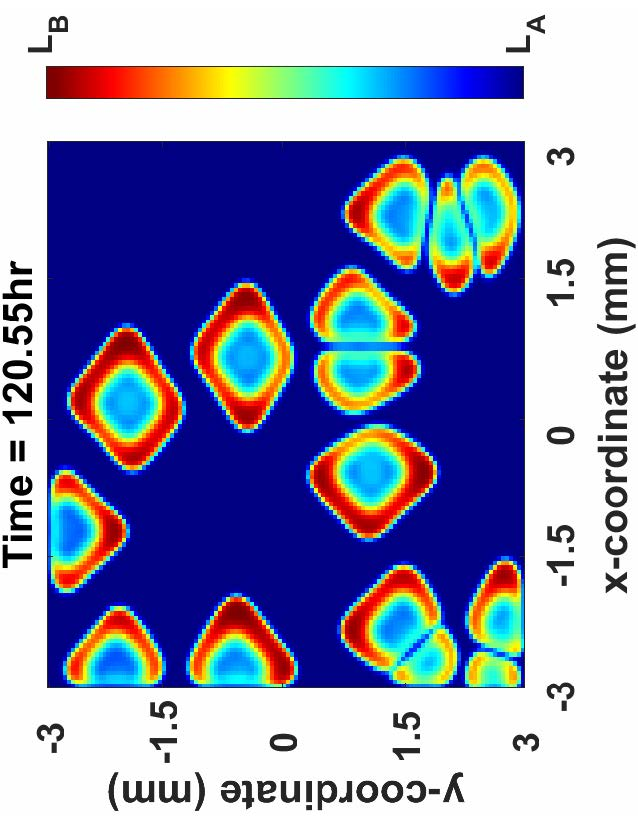 Time = 120.55hr
L_B
L_A
-3
-1.5
0
1.5
3
y-coordinate (mm)
-3
-1.5
0
1.5
3
x-coordinate (mm)